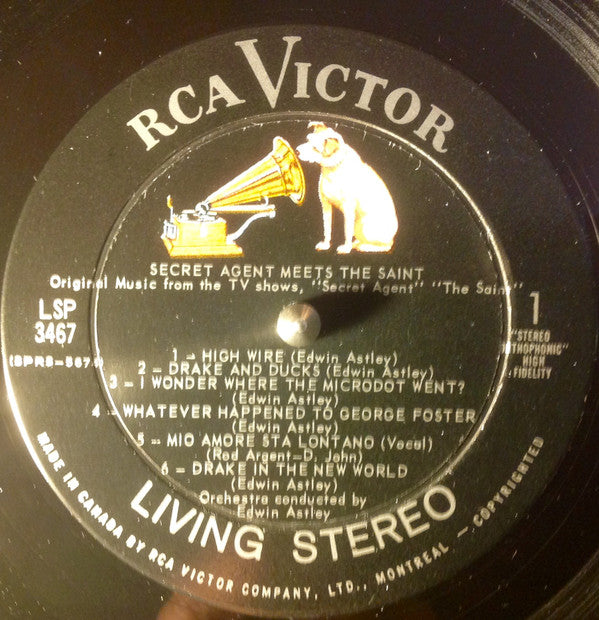 RCA VICTOR
SECRET AGENT MEETS THE SAINT
Original Music from the TV shows, "Secret Agent" "The Saint"
LSP
3467
1
"STEREO
HIGH
FIDELITY
1 – HIGH WIRE (Edwin Astley)
2 – DRAKE AND DUCKS (Edwin Astley)
3 – I WONDER WHERE THE MICRODOT WENT?
(Edwin Astley)
4 – WHATEVER HAPPENED TO GEORGE FOSTER
(Edwin Astley)
5 – MIO AMORE STA LONTANO (Vocal)
(Rod Argent–D. John)
6 – DRAKE IN THE NEW WORLD
(Edwin Astley)
Orchestra conducted by
Edwin Astley
LIVING STEREO
MADE IN CANADA BY RCA VICTOR COMPANY, LTD., MONTREAL – COPYRIGHTED